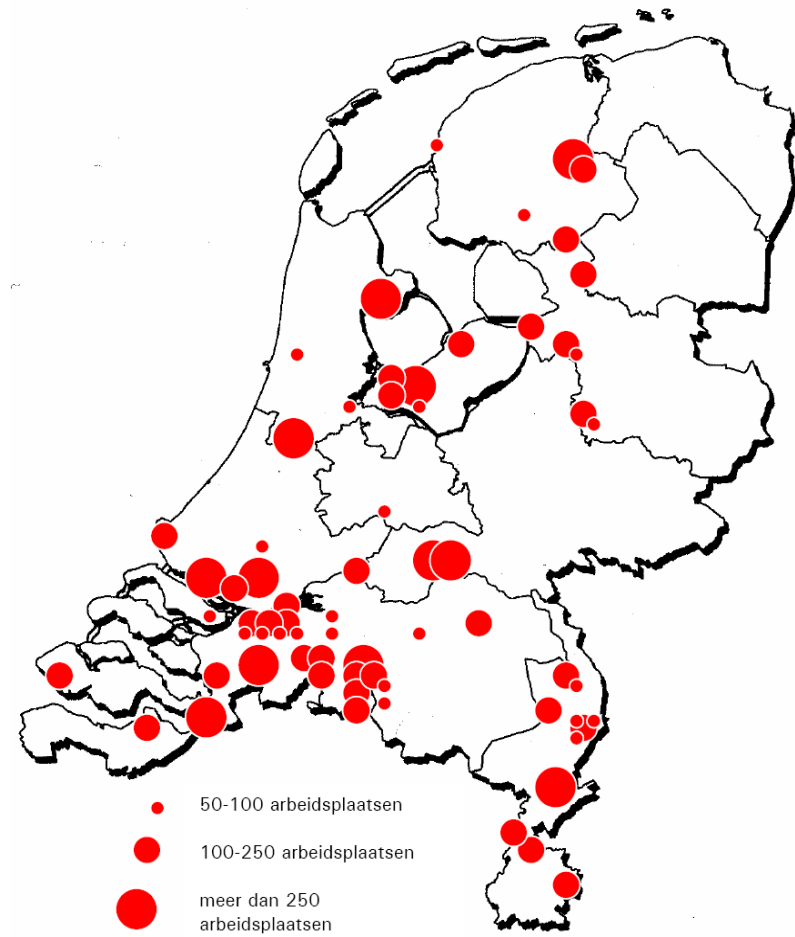 50-100 arbeidsplaatsen
100-250 arbeidsplaatsen
meer dan 250
arbeidsplaatsen